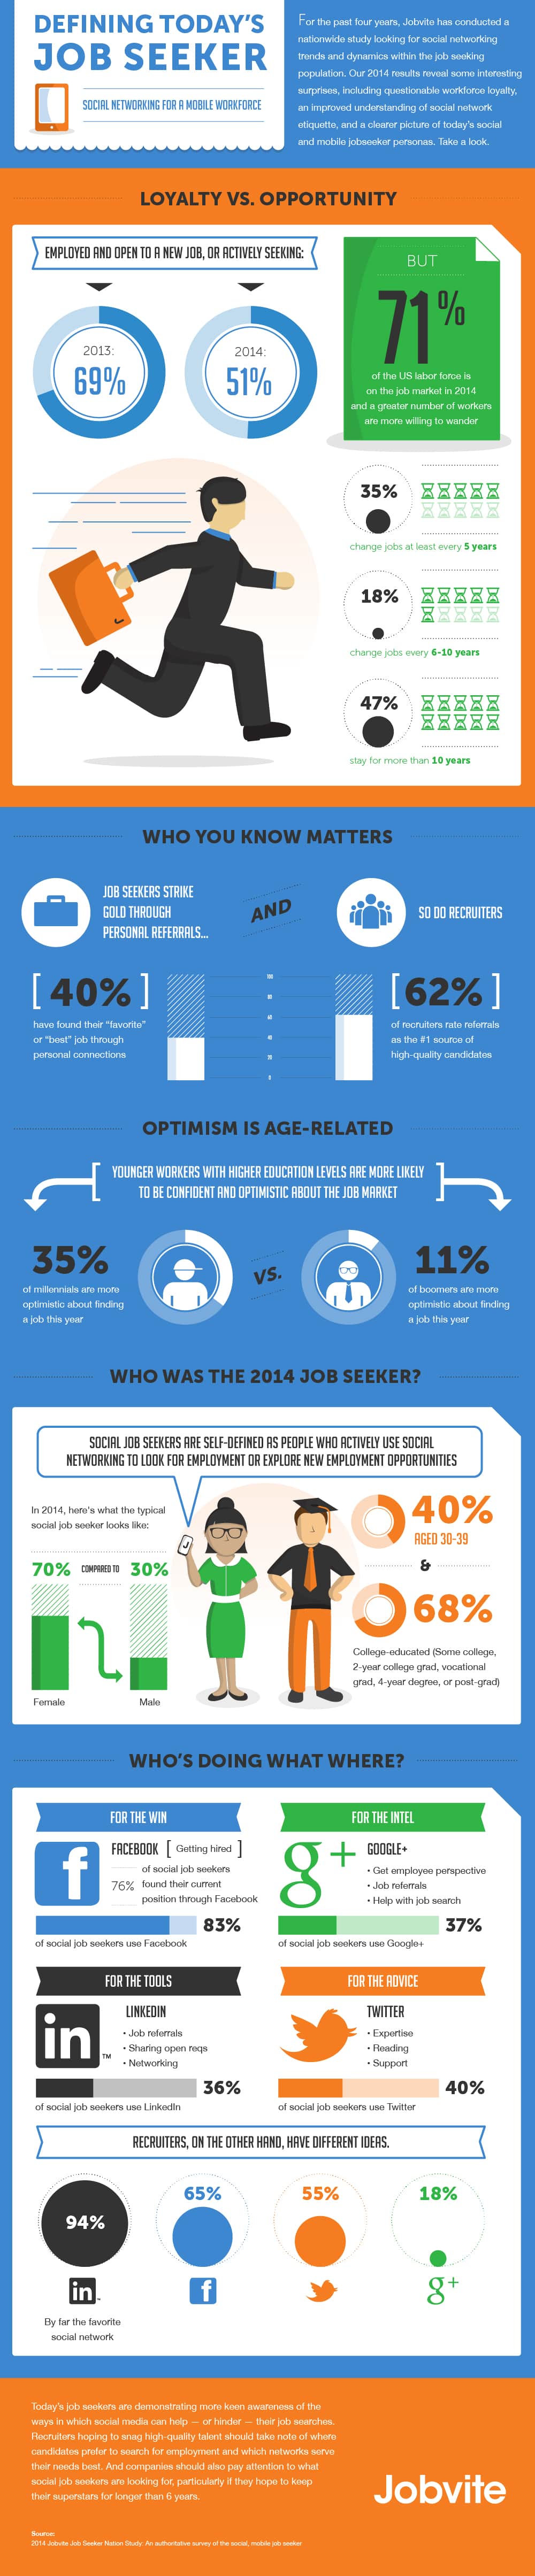 DEFINING TODAY'S
JOB SEEKER
SOCIAL NETWORKING FOR A MOBILE WORKFORCE
For the past four years, Jobvite has conducted a
nationwide study looking for social networking
trends and dynamics within the job seeking
population. Our 2014 results reveal some interesting
surprises, including questionable workforce loyalty,
an improved understanding of social network
etiquette, and a clearer picture of today's social
and mobile jobseeker personas. Take a look.
LOYALTY VS. OPPORTUNITY
EMPLOYED AND OPEN TO A NEW JOB, OR ACTIVELY SEEKING:
2013:
69%
2014:
51%
BUT
71%
of the US labor force is
on the job market in 2014
and a greater number of workers
are more willing to wander
35%
change jobs at least every 5 years
18%
change jobs every 6-10 years
47%
stay for more than 10 years
WHO YOU KNOW MATTERS
JOB SEEKERS STRIKE
GOLD THROUGH
PERSONAL REFERRALS...
AND
SO DO RECRUITERS
[ 40% ]
have found their "favorite"
or "best" job through
personal connections
100
80
60
40
20
0
[ 62% ]
of recruiters rate referrals
as the #1 source of
high-quality candidates
OPTIMISM IS AGE-RELATED
[ YOUNGER WORKERS WITH HIGHER EDUCATION LEVELS ARE MORE LIKELY
TO BE CONFIDENT AND OPTIMISTIC ABOUT THE JOB MARKET ]
35%
of millennials are more
optimistic about finding
a job this year
VS.
11%
of boomers are more
optimistic about finding
a job this year
WHO WAS THE 2014 JOB SEEKER?
SOCIAL JOB SEEKERS ARE SELF-DEFINED AS PEOPLE WHO ACTIVELY USE SOCIAL
NETWORKING TO LOOK FOR EMPLOYMENT OR EXPLORE NEW EMPLOYMENT OPPORTUNITIES
In 2014, here's what the typical
social job seeker looks like:
70% COMPARED TO 30%
Female
Male
J
40%
AGED 30-39
&
68%
College-educated (Some college,
2-year college grad, vocational
grad, 4-year degree, or post-grad)
WHO'S DOING WHAT WHERE?
FOR THE WIN
f
FACEBOOK [ Getting hired ]
76%
of social job seekers
found their current
position through Facebook
83%
of social job seekers use Facebook
FOR THE INTEL
g+
GOOGLE+
• Get employee perspective
• Job referrals
• Help with job search
37%
of social job seekers use Google+
FOR THE TOOLS
in TM
LINKEDIN
• Job referrals
• Sharing open reqs
• Networking
36%
of social job seekers use LinkedIn
FOR THE ADVICE
TWITTER
• Expertise
• Reading
• Support
40%
of social job seekers use Twitter
RECRUITERS, ON THE OTHER HAND, HAVE DIFFERENT IDEAS.
94%
65%
55%
18%
in
f
g+
By far the favorite
social network
Today's job seekers are demonstrating more keen awareness of the
ways in which social media can help — or hinder — their job searches.
Recruiters hoping to snag high-quality talent should take note of where
candidates prefer to search for employment and which networks serve
their needs best. And companies should also pay attention to what
social job seekers are looking for, particularly if they hope to keep
their superstars for longer than 6 years.
Jobvite
Source:
2014 Jobvite Job Seeker Nation Study: An authoritative survey of the social, mobile job seeker